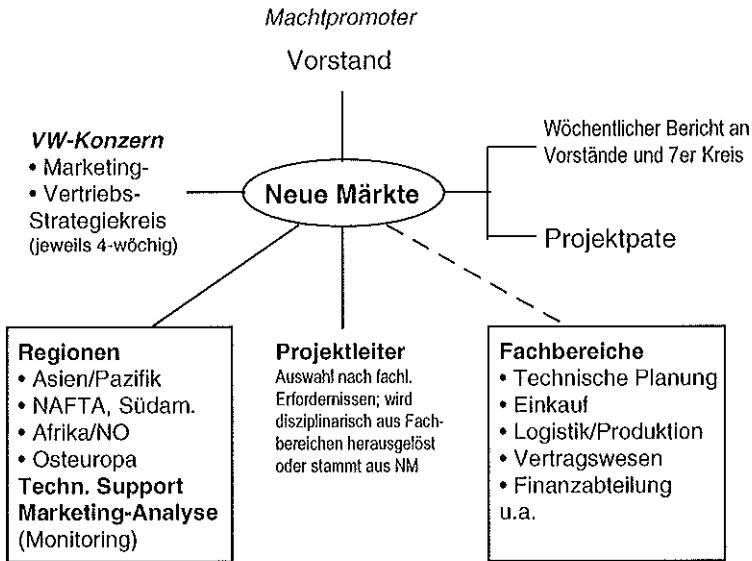 Machtpromoter
Vorstand
VW-Konzern
• Marketing-
• Vertriebs-
Strategiekreis
(jeweils 4-wöchig)
Neue Märkte
Wöchentlicher Bericht an
Vorstände und 7er Kreis
Projektpate
Regionen
• Asien/Pazifik
• NAFTA, Südam.
• Afrika/NO
• Osteuropa
Techn. Support
Marketing-Analyse
(Monitoring)
Projektleiter
Auswahl nach fachl.
Erfordernissen; wird
disziplinarisch aus Fach-
bereichen herausgelöst
oder stammt aus NM
Fachbereiche
• Technische Planung
• Einkauf
• Logistik/Produktion
• Vertragswesen
• Finanzabteilung
u.a.